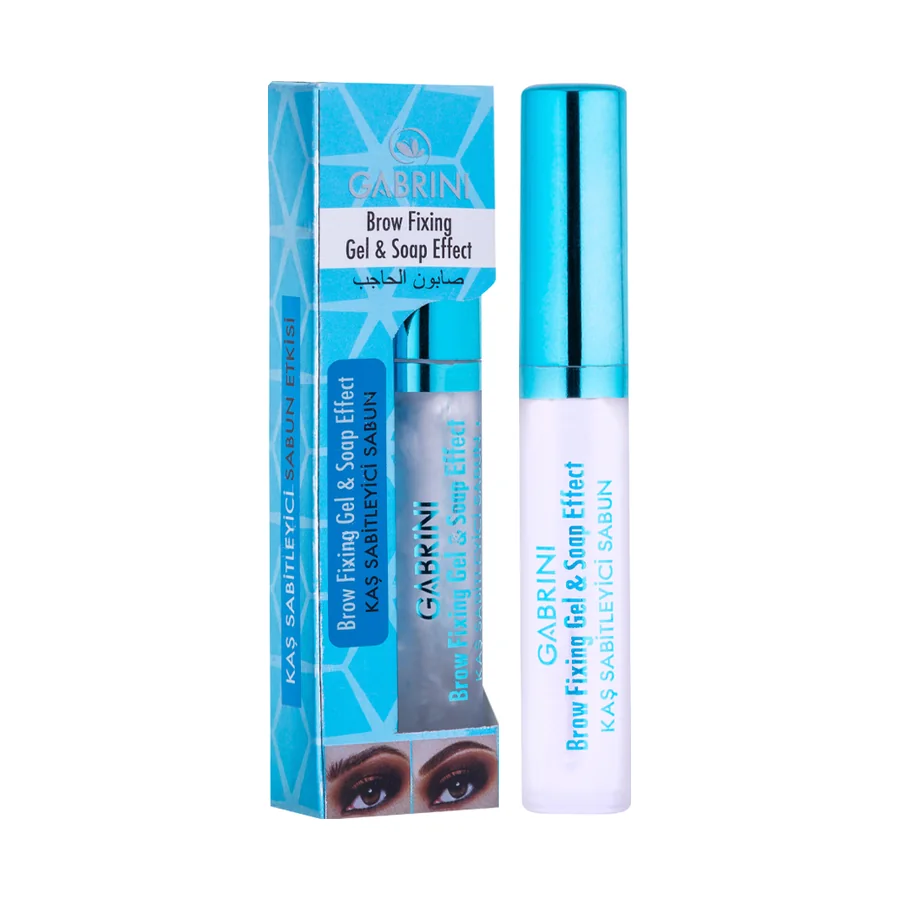 GABRINI
Brow Fixing
Gel & Soap Effect
صابون الحاجب
KAŞ SABİTLEYİCİ SABUN ETKİSİ
Brow Fixing Gel & Soap Effect
KAŞ SABİTLEYİCİ SABUN
GABRINI
Brow Fixing Gel & Soap Effect
GABRINI
Brow Fixing Gel & Soap Effect
KAŞ SABİTLEYİCİ SABUN